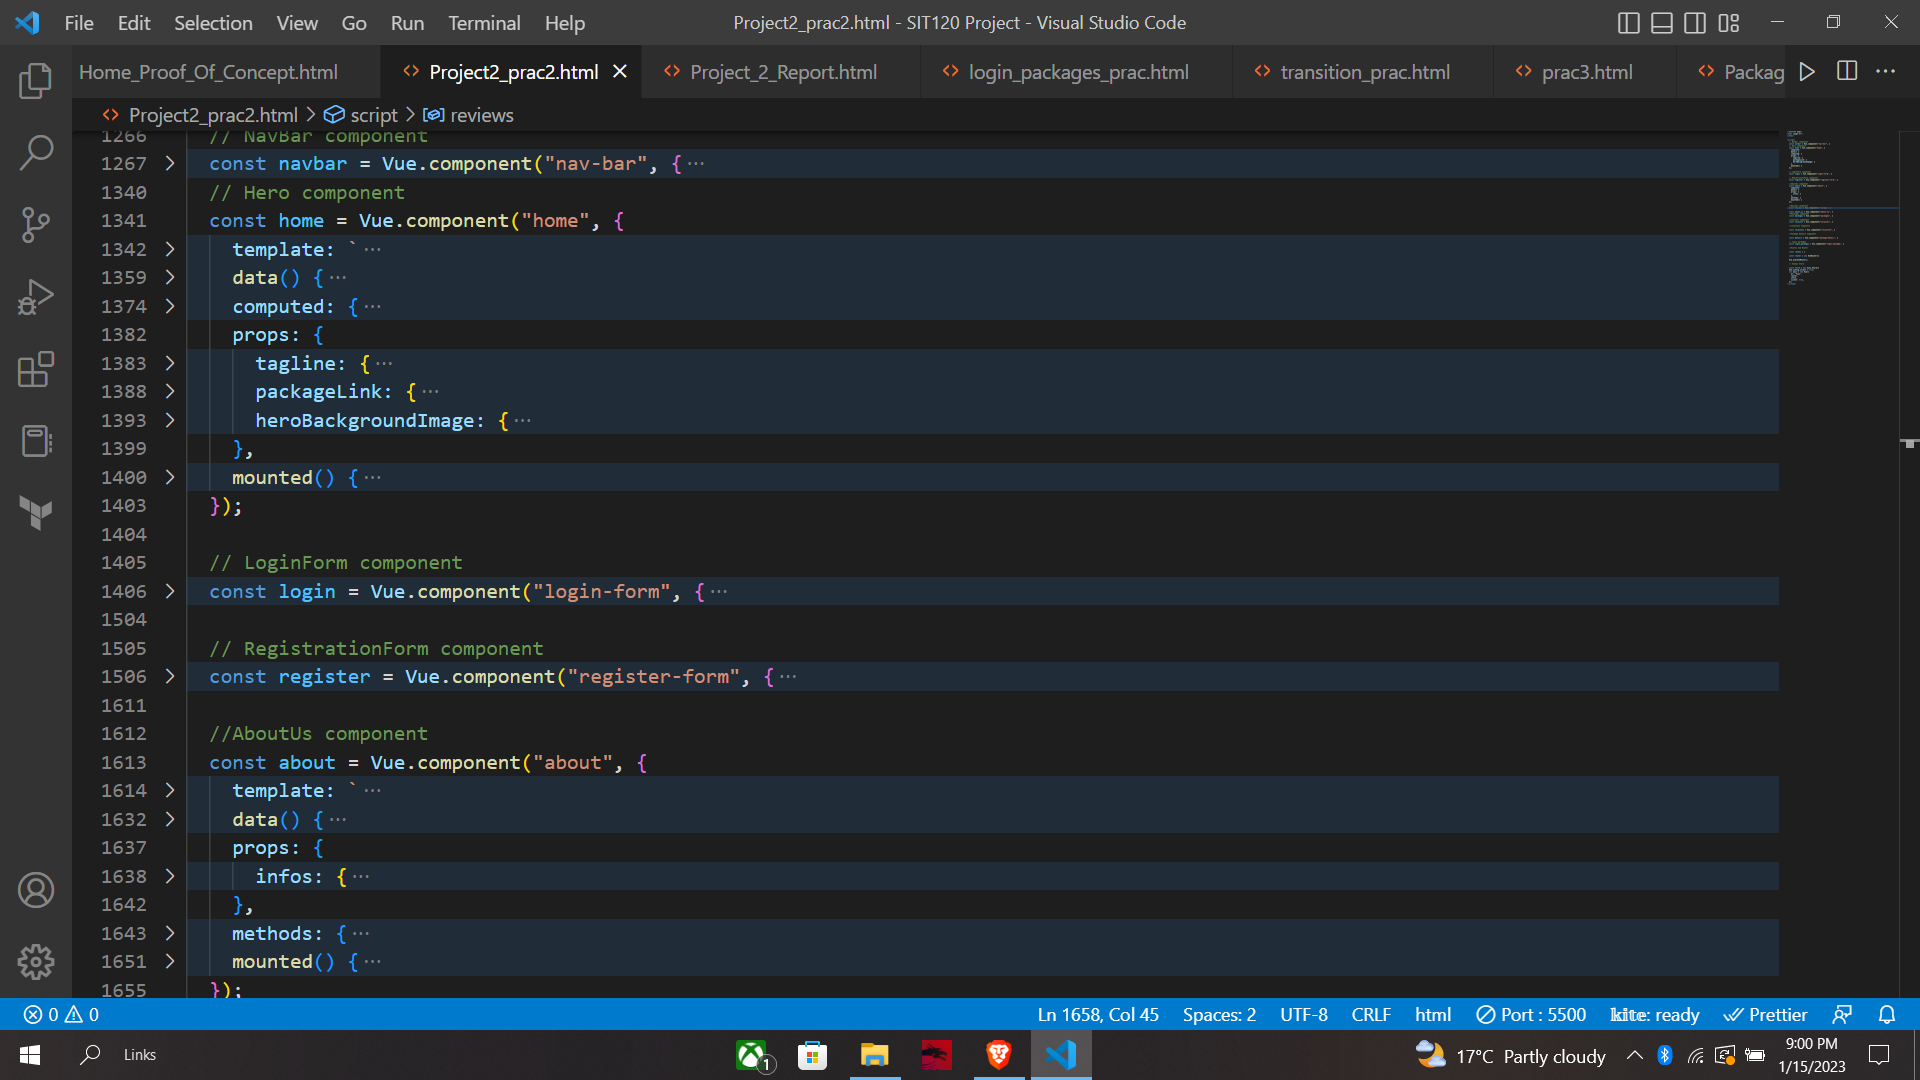 File Edit Selection View Go Run Terminal Help Project2_prac2.html - SIT120 Project - Visual Studio Code
Home_Proof_Of_Concept.html Project2_prac2.html Project_2_Report.html login_packages_prac.html transition_prac.html prac3.html Packag
Project2_prac2.html > script > reviews
1266 // NavBar component
1267 const navbar = Vue.component("nav-bar", {···
1340 // Hero component
1341 const home = Vue.component("home", {
1342 template: `···
1359 data() {···
1374 computed: {···
1382 props: {
1383 tagline: {···
1388 packageLink: {···
1393 heroBackgroundImage: {···
1399 },
1400 mounted() {···
1403 });
1404
1405 // LoginForm component
1406 const login = Vue.component("login-form", {···
1504
1505 // RegistrationForm component
1506 const register = Vue.component("register-form", {···
1611
1612 //AboutUs component
1613 const about = Vue.component("about", {
1614 template: `···
1632 data() {···
1637 props: {
1638 infos: {···
1642 },
1643 methods: {···
1651 mounted() {···
1655 });
0 0 Ln 1658, Col 45 Spaces: 2 UTF-8 CRLF html Port : 5500 kite: ready Prettier
Links 1 17°C Partly cloudy 9:00 PM
1/15/2023